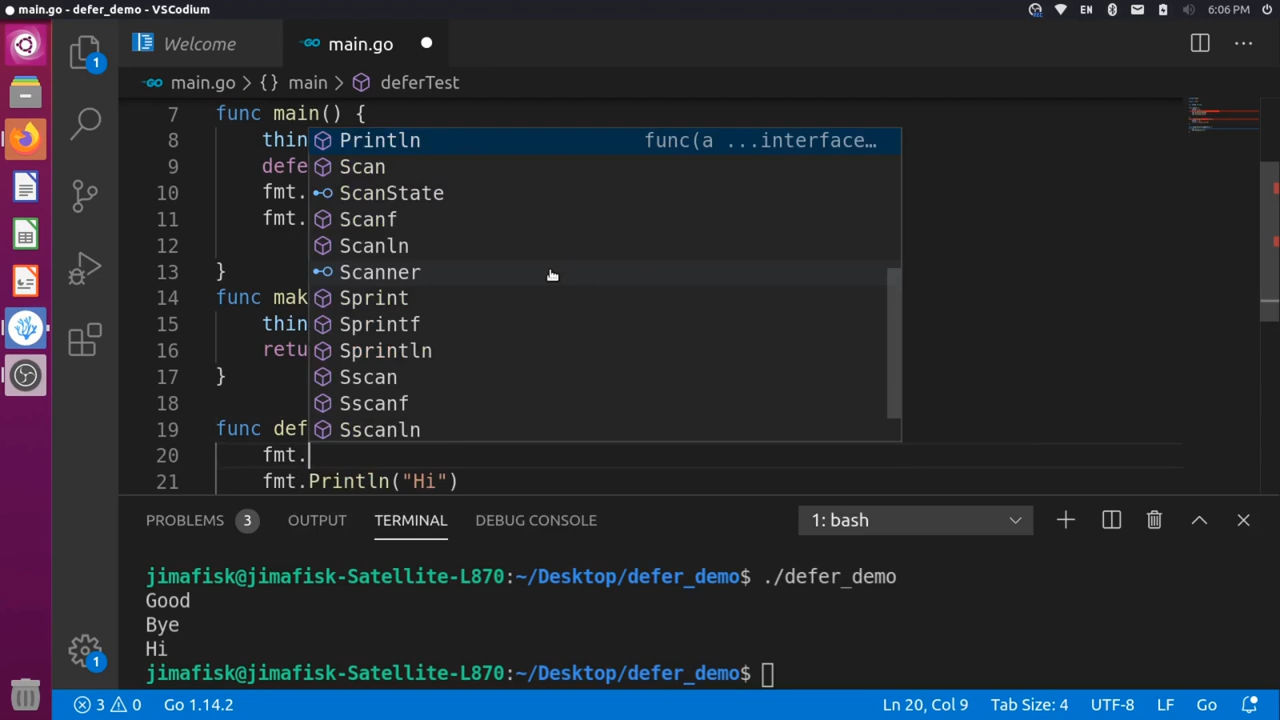 main.go - defer_demo - VSCodium
EN
6:06 PM
Welcome
main.go
main.go > {} main > deferTest
7 func main() {
8 thin
9 defe
10 fmt.
11 fmt.
12
13 }
14 func mak
15 thin
16 retu
17 }
18
19 func def
20 fmt.
21 fmt.Println("Hi")
Println func(a ...interface…
Scan
ScanState
Scanf
Scanln
Scanner
Sprint
Sprintf
Sprintln
Sscan
Sscanf
Sscanln
1
1
PROBLEMS 3 OUTPUT TERMINAL DEBUG CONSOLE 1: bash
jimafisk@jimafisk-Satellite-L870:~/Desktop/defer_demo$ ./defer_demo
Good
Bye
Hi
jimafisk@jimafisk-Satellite-L870:~/Desktop/defer_demo$
3 0 Go 1.14.2 Ln 20, Col 9 Tab Size: 4 UTF-8 LF Go